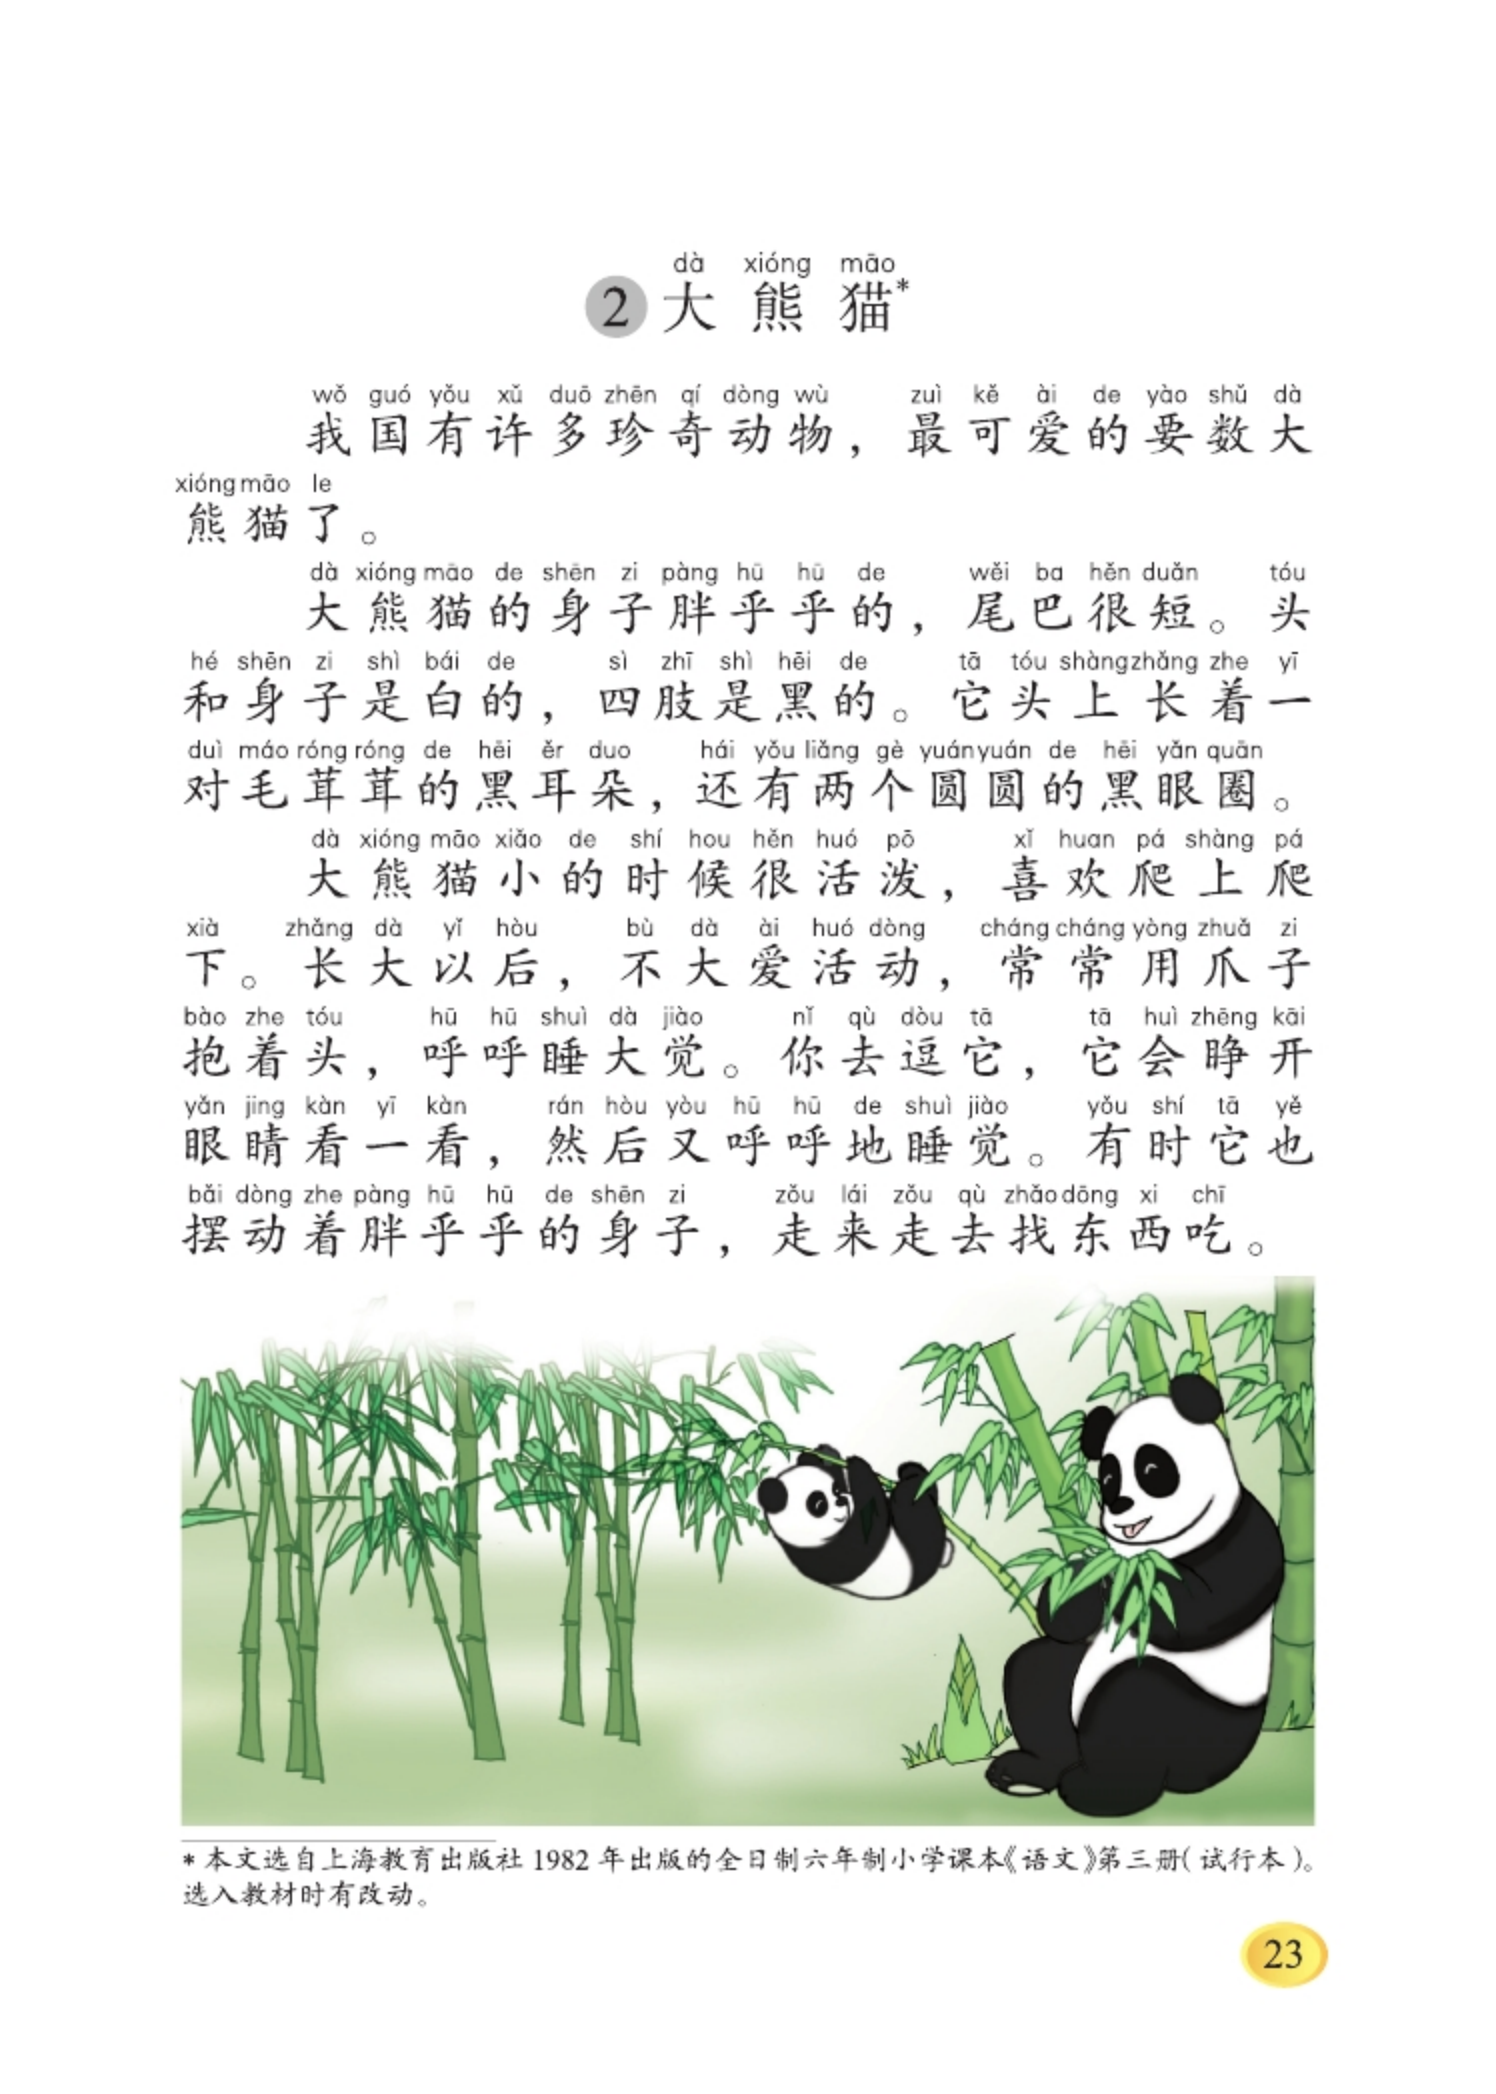 dà xióng māo
2 大熊猫*
wǒ guó yǒu xǔ duō zhēn qí dòng wù zuì kě ài de yào shǔ dà
我国有许多珍奇动物，最可爱的要数大
xióng māo le
熊猫了。
dà xióng māo de shēn zi pàng hū hū de wěi ba hěn duǎn tóu
大熊猫的身子胖乎乎的，尾巴很短。头
hé shēn zi shì bái de sì zhī shì hēi de tā tóu shàng zhǎng zhe yī
和身子是白的，四肢是黑的。它头上长着一
duì máo róng róng de hēi ěr duo hái yǒu liǎng gè yuán yuán de hēi yǎn quān
对毛茸茸的黑耳朵，还有两个圆圆的黑眼圈。
dà xióng māo xiǎo de shí hou hěn huó pō xǐ huan pá shàng pá
大熊猫小的时候很活泼，喜欢爬上爬
xià zhǎng dà yǐ hòu bù dà ài huó dòng cháng cháng yòng zhuǎ zi
下。长大以后，不大爱活动，常常用爪子
bào zhe tóu hū hū shuì dà jiào nǐ qù dòu tā tā huì zhēng kāi
抱着头，呼呼睡大觉。你去逗它，它会睁开
yǎn jing kàn yī kàn rán hòu yòu hū hū de shuì jiào yǒu shí tā yě
眼睛看一看，然后又呼呼地睡觉。有时它也
bǎi dòng zhe pàng hū hū de shēn zi zǒu lái zǒu qù zhǎo dōng xi chī
摆动着胖乎乎的身子，走来走去找东西吃。
* 本文选自上海教育出版社1982年出版的全日制六年制小学课本《语文》第三册（试行本）。
选入教材时有改动。
23